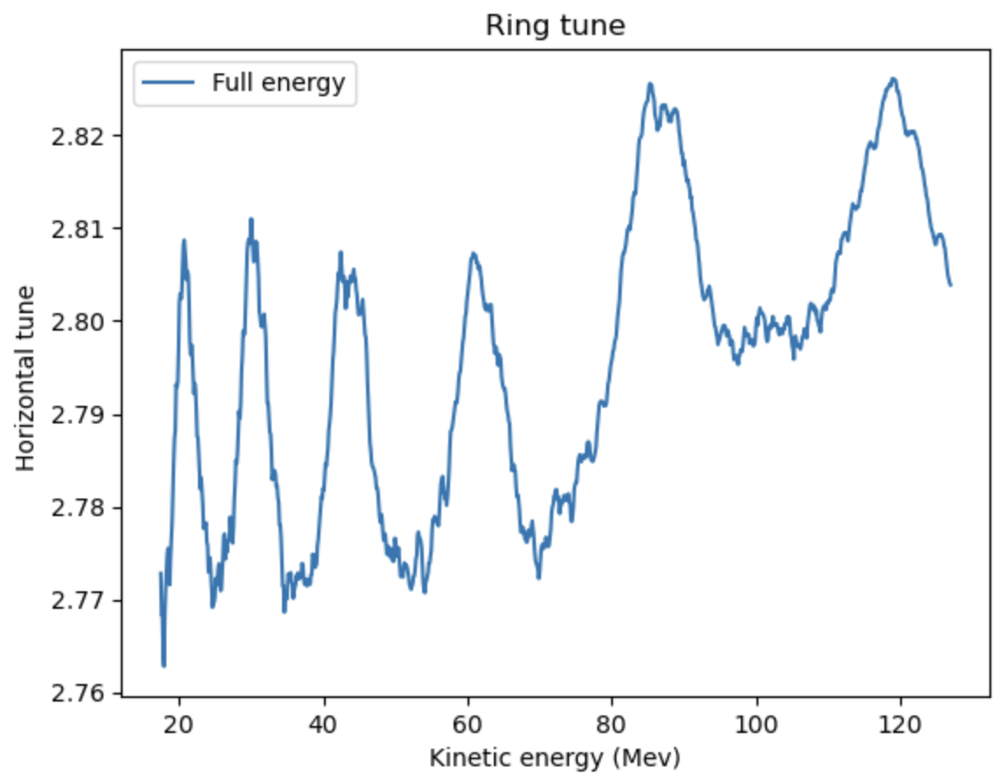 Ring tune
Full energy
2.82
2.81
2.80
2.79
2.78
2.77
2.76
Horizontal tune
20 40 60 80 100 120
Kinetic energy (Mev)